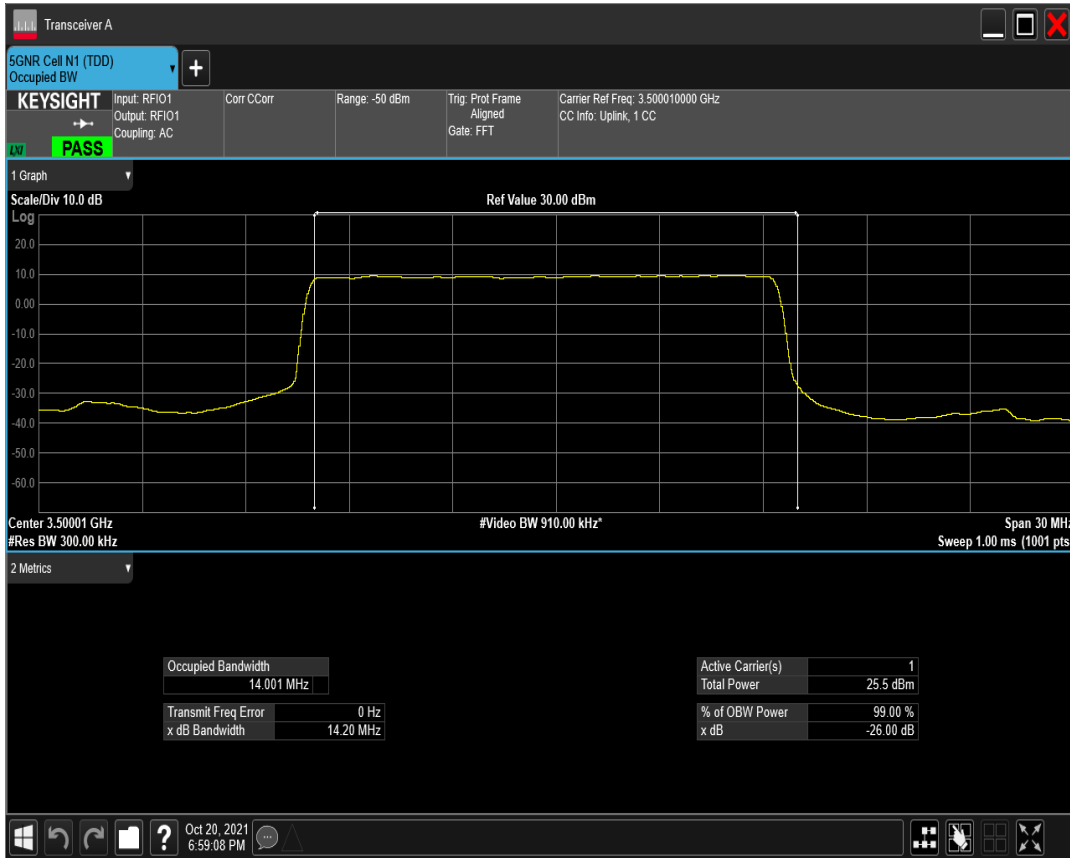 Transceiver A
5GNR Cell N1 (TDD)
Occupied BW
+
KEYSIGHT
LXI
PASS
Input: RFIO1
Output: RFIO1
Coupling: AC
Corr CCorr
Range: -50 dBm
Trig: Prot Frame
Aligned
Gate: FFT
Carrier Ref Freq: 3.500010000 GHz
CC Info: Uplink, 1 CC
1 Graph
Scale/Div 10.0 dB
Ref Value 30.00 dBm
Log
20.0
10.0
0.00
-10.0
-20.0
-30.0
-40.0
-50.0
-60.0
Center 3.50001 GHz
#Video BW 910.00 kHz*
Span 30 MHz
#Res BW 300.00 kHz
Sweep 1.00 ms (1001 pts
2 Metrics
Occupied Bandwidth
14.001 MHz
Transmit Freq Error 0 Hz
x dB Bandwidth 14.20 MHz
Active Carrier(s) 1
Total Power 25.5 dBm
% of OBW Power 99.00 %
x dB -26.00 dB
?
Oct 20, 2021
6:59:08 PM